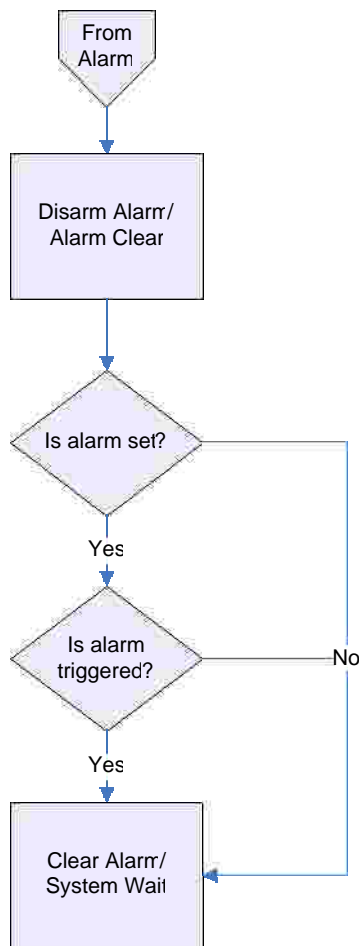 From
Alarm
Disarm Alarm/
Alarm Clear
Is alarm set?
Yes
Is alarm
triggered?
No
Yes
Clear Alarm/
System Wait